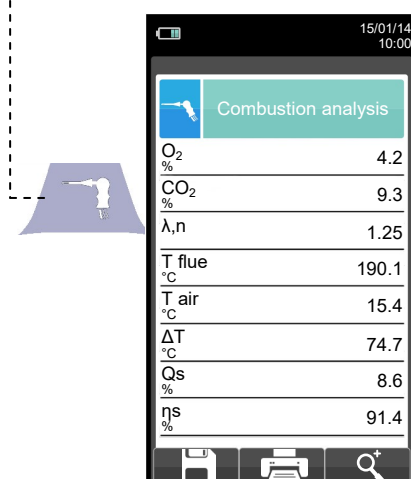 15/01/14
10:00
Combustion analysis
O₂ % 4.2
CO₂ % 9.3
λ,n 1.25
T flue °C 190.1
T air °C 15.4
ΔT °C 74.7
Qs % 8.6
ηs % 91.4